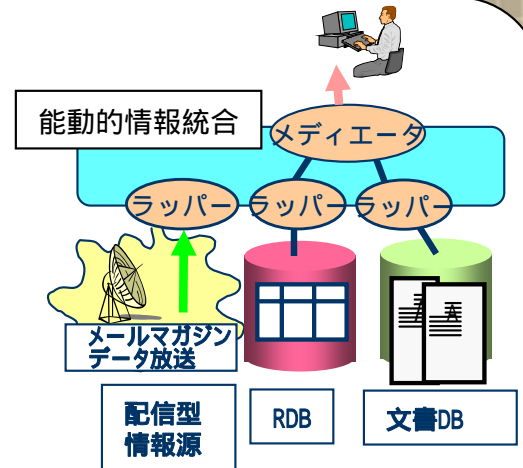 能動的情報統合
メディエータ
ラッパー
ラッパー
ラッパー
メールマガジン
データ放送
配信型
情報源
RDB
文書DB